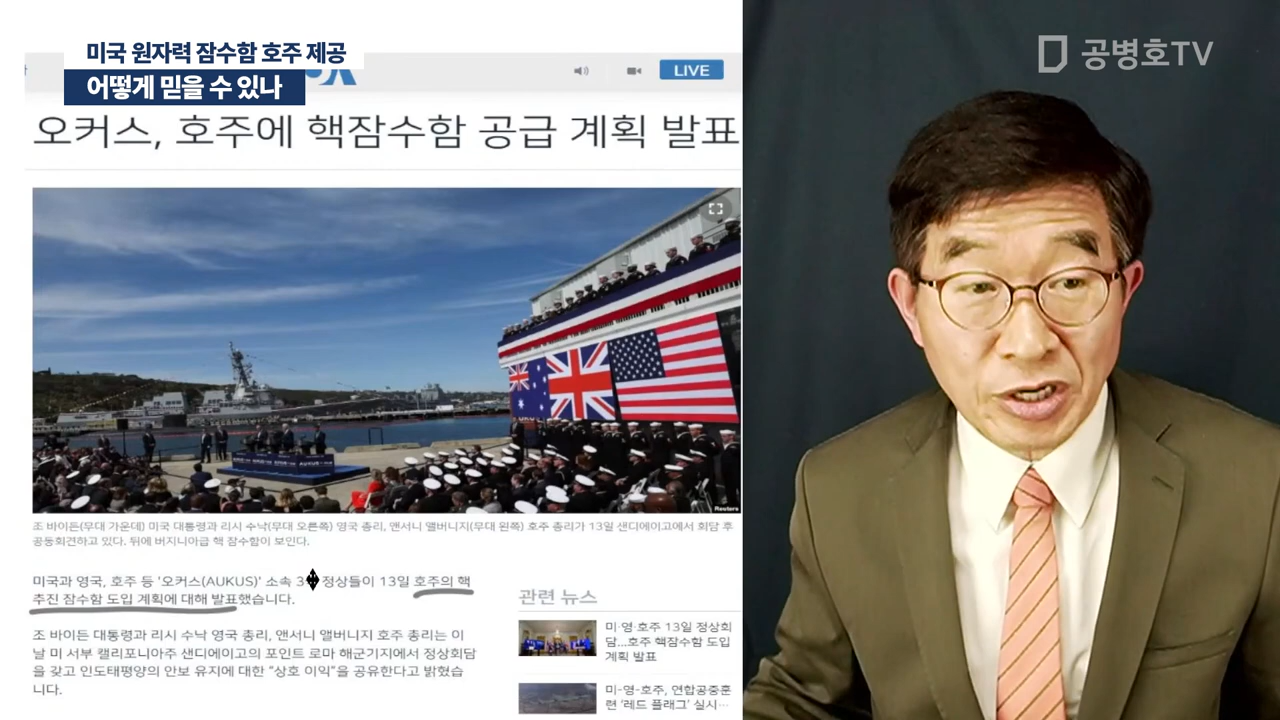 미국 원자력 잠수함 호주 제공
어떻게 믿을 수 있나
LIVE
공병호TV
오커스, 호주에 핵잠수함 공급 계획 발표
AUKUS
Reuters
조 바이든(무대 가운데) 미국 대통령과 리시 수낙(무대 오른쪽) 영국 총리, 앤서니 앨버니지(무대 왼쪽) 호주 총리가 13일 샌디에이고에서 회담 후
공동회견하고 있다. 뒤에 버지니아급 핵 잠수함이 보인다.
미국과 영국, 호주 등 '오커스(AUKUS)' 소속 3 정상들이 13일 호주의 핵
추진 잠수함 도입 계획에 대해 발표했습니다.
조 바이든 대통령과 리시 수낙 영국 총리, 앤서니 앨버니지 호주 총리는 이
날 미 서부 캘리포니아주 샌디에이고의 포인트 로마 해군기지에서 정상회담
을 갖고 인도태평양의 안보 유지에 대한 "상호 이익"을 공유한다고 밝혔습
니다.
관련 뉴스
미·영·호주 13일 정상회
담...호주 핵잠수함 도입
계획 발표
미-영-호주, 연합공중훈
련 '레드 플래그' 실시…